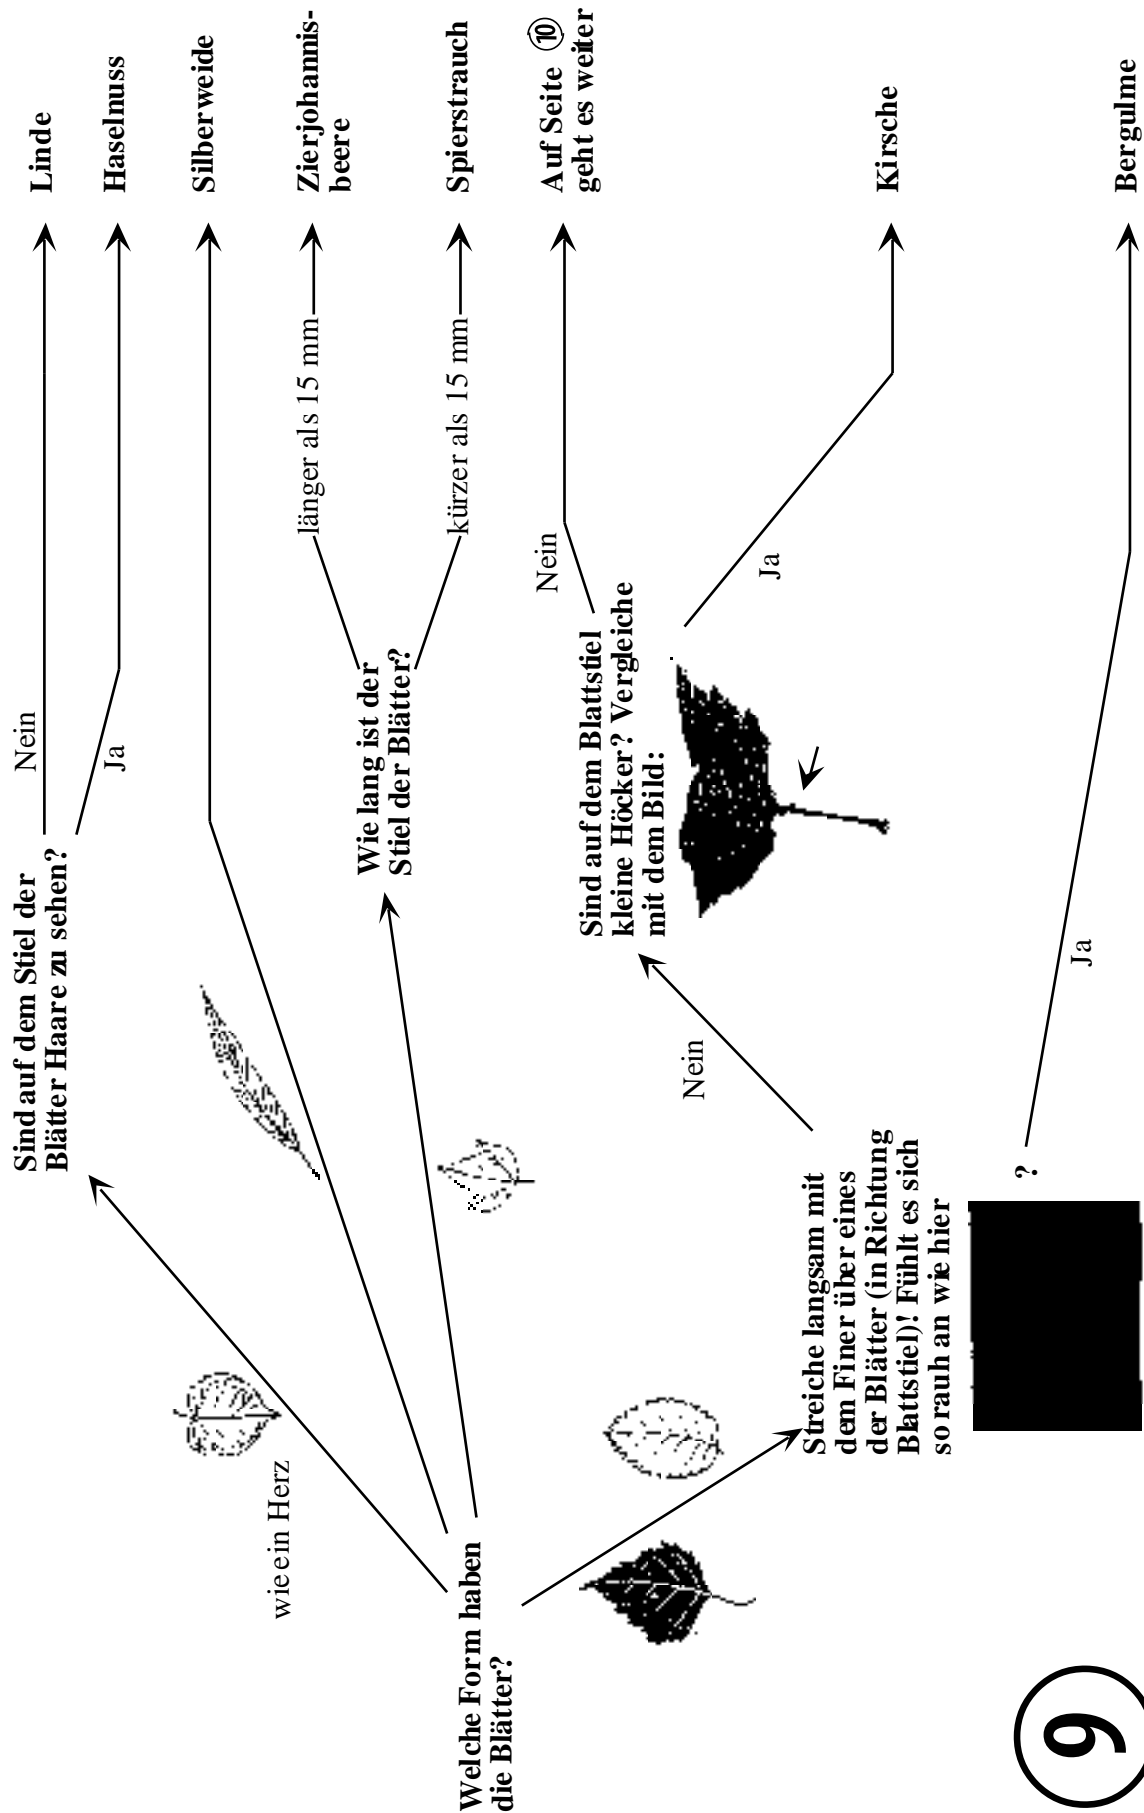 Welche Form haben
die Blätter?
wie ein Herz
Sind auf dem Stiel der
Blätter Haare zu sehen?
Nein
Linde
Ja
Haselnuss
Silberweide
Wie lang ist der
Stiel der Blätter?
länger als 15 mm
Zierjohannis-
beere
kürzer als 15 mm
Spierstrauch
Streiche langsam mit
dem Finer über eines
der Blätter (in Richtung
Blattstiel)! Fühlt es sich
so rauh an wie hier
?
Nein
Sind auf dem Blattstiel
kleine Höcker? Vergleiche
mit dem Bild:
Nein
Auf Seite ⑩
geht es weiter
Ja
Kirsche
Ja
Bergulme
9